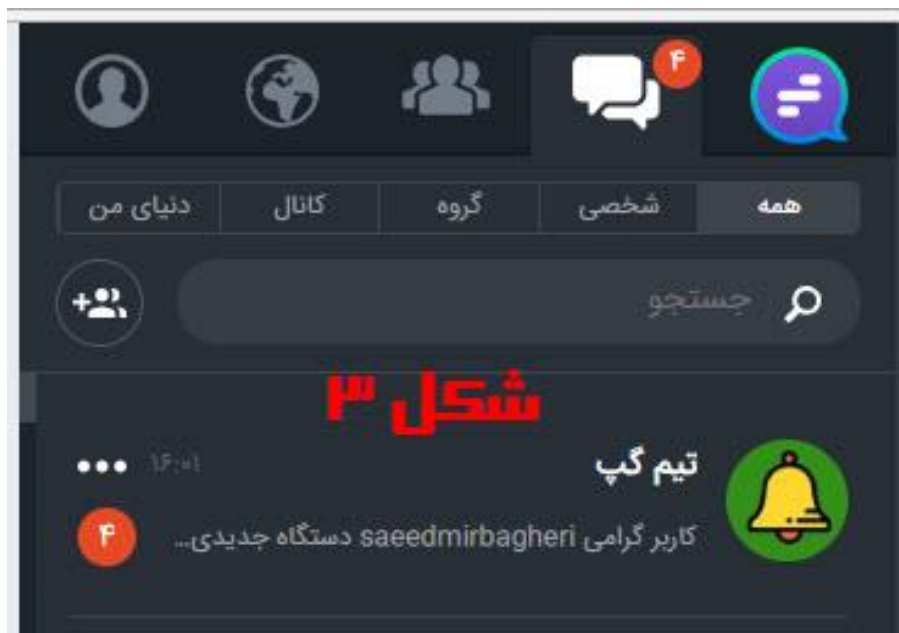 ۴
همه شخصی گروه کانال دنیای من
جستجو
شکل ۳
تیم گپ ۱۶:۰۱
کاربر گرامی saeedmirbagheri دستگاه جدیدی...
۴